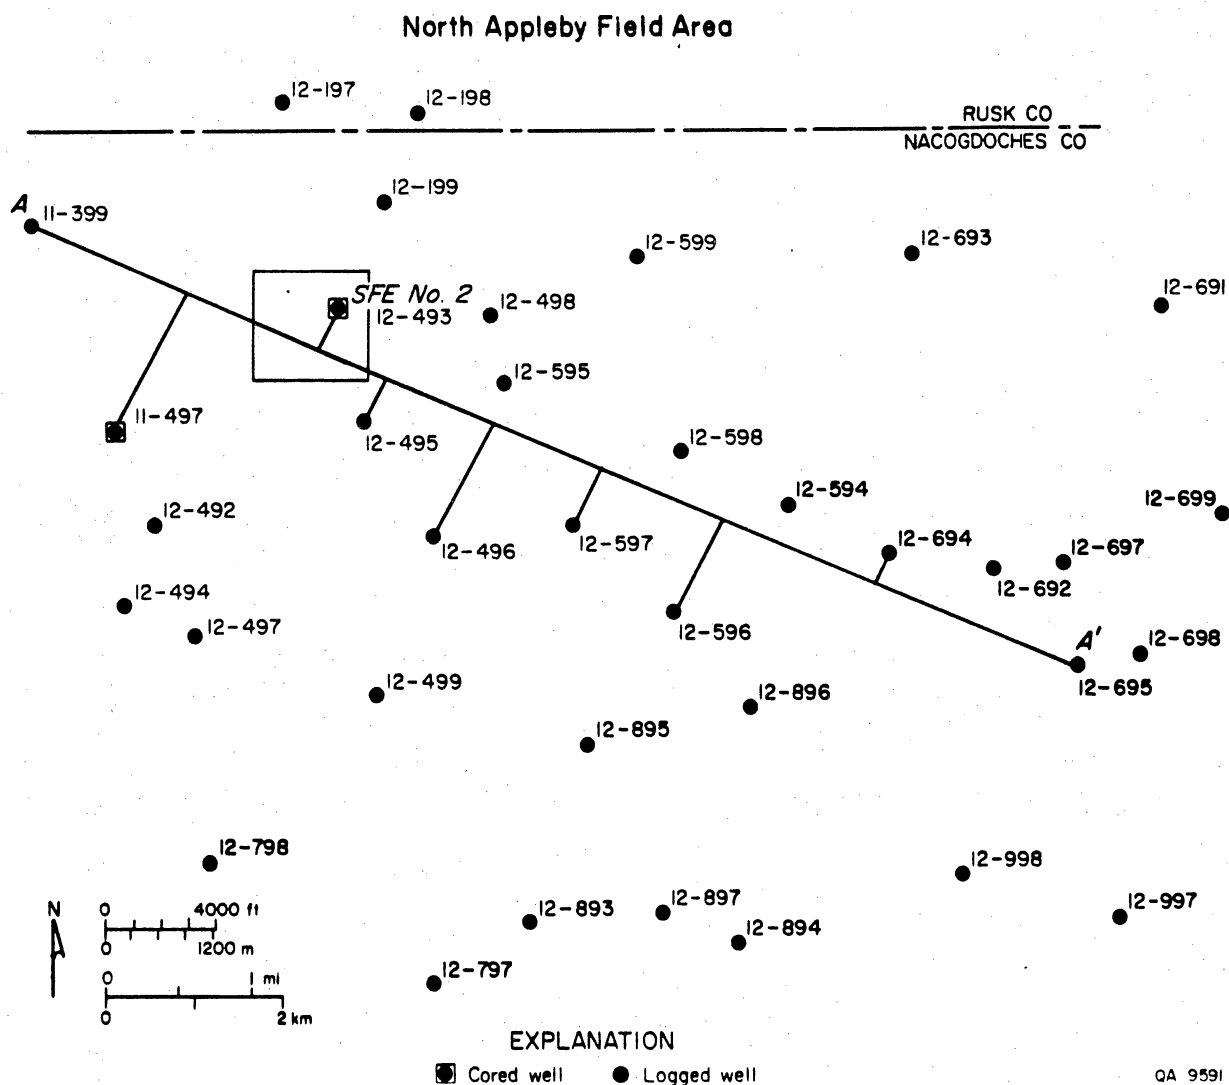 North Appleby Field Area
12-197
12-198
RUSK CO
NACOGDOCHES CO
12-199
A
11-399
12-599
12-693
12-691
SFE No. 2
12-493
12-498
12-595
11-497
12-495
12-598
12-594
12-699
12-492
12-496
12-597
12-694
12-697
12-692
12-494
12-497
12-596
A'
12-698
12-695
12-499
12-896
12-895
12-798
12-998
N
0 4000 ft
0 1200 m
12-893
12-897
12-997
12-894
0 1 mi
0 2 km
12-797
EXPLANATION
Cored well Logged well
QA 9591